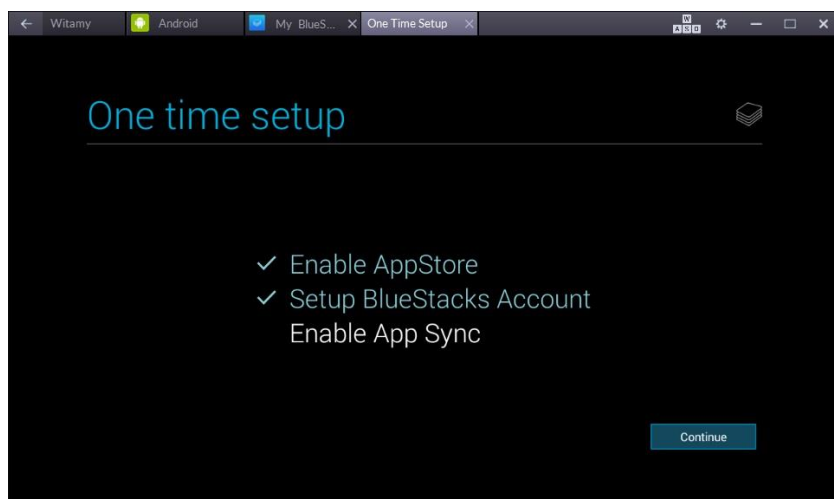 Witamy Android My BlueS... One Time Setup
W
A S D
One time setup
Enable AppStore
Setup BlueStacks Account
Enable App Sync
Continue